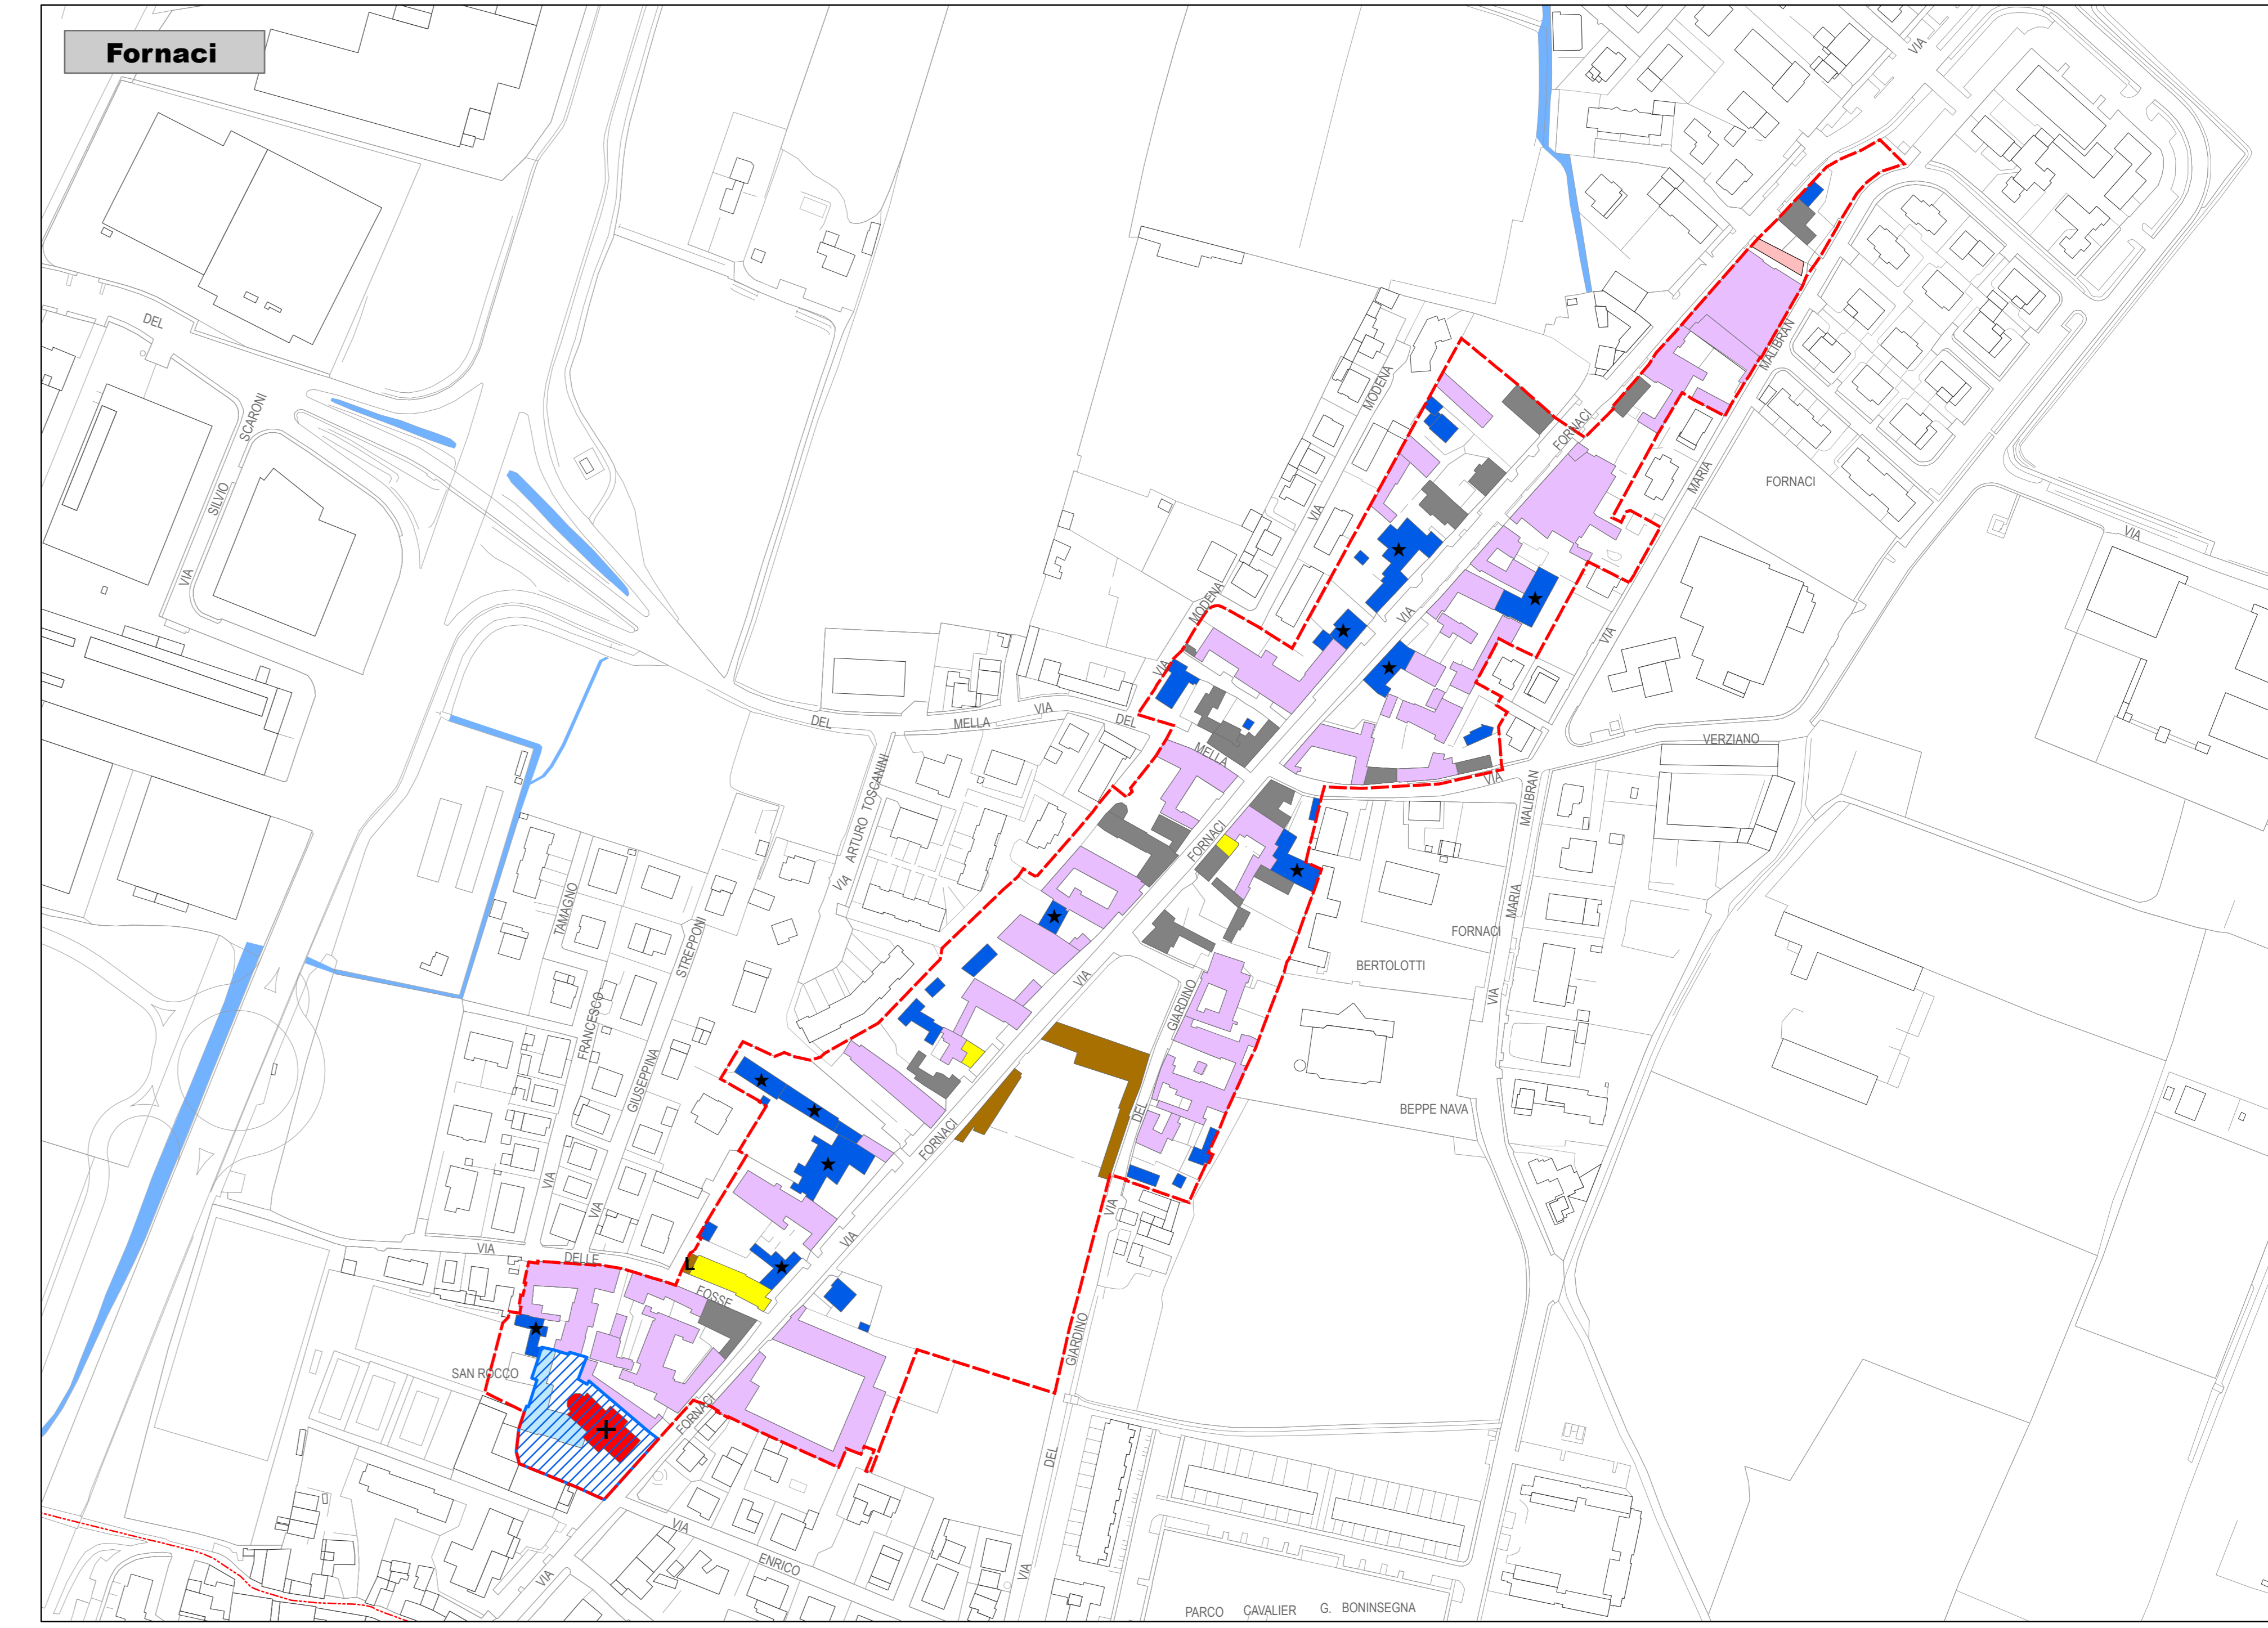 Fornaci
VIA
DEL
SCARONI
SILVIO
VIA
MODENA
VIA
MODENA
VIA
FORNACI
MALIBRAN
MARIA
VIA
FORNACI
VIA
VIA
DEL
MELLA
VIA
DEL
MELLA
VERZIANO
VIA
MALIBRAN
MARIA
VIA
ARTURO TOSCANINI
VIA
FORNACI
VIA
FORNACI
BERTOLOTTI
TAMAGNO
FRANCESCO
VIA
STREPPONI
GIUSEPPINA
VIA
GIARDINO
DEL
VIA
BEPPE NAVA
FORNACI
VIA
VIA
DELLE
L
FOSSE
SAN ROCCO
FORNACI
GIARDINO
DEL
VIA
VIA
ENRICO
VIA
PARCO CAVALIER G. BONINSEGNA